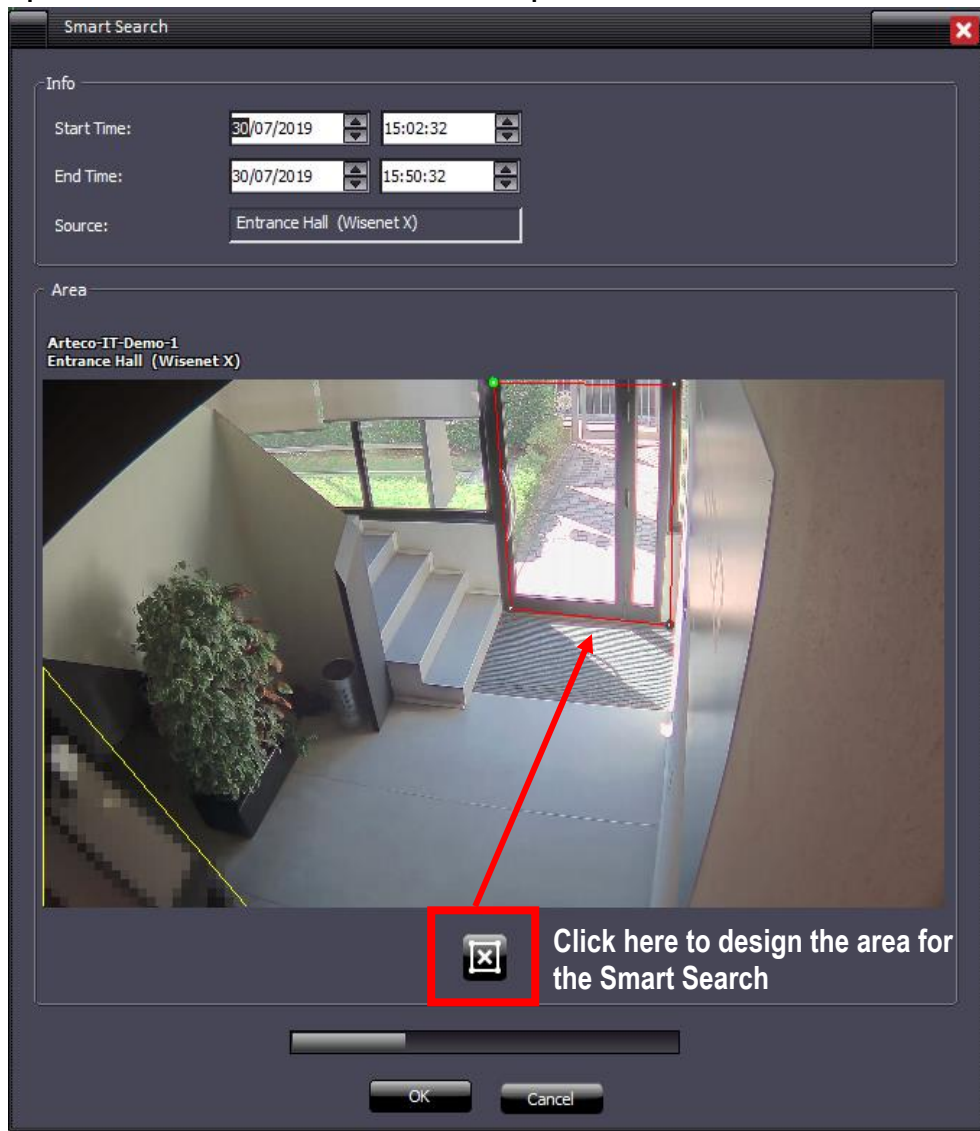 Smart Search
Info
Start Time: 30/07/2019 15:02:32
End Time: 30/07/2019 15:50:32
Source: Entrance Hall (Wisenet X)
Area
Arteco-IT-Demo-1
Entrance Hall (Wisenet X)
Click here to design the area for
the Smart Search
OK Cancel